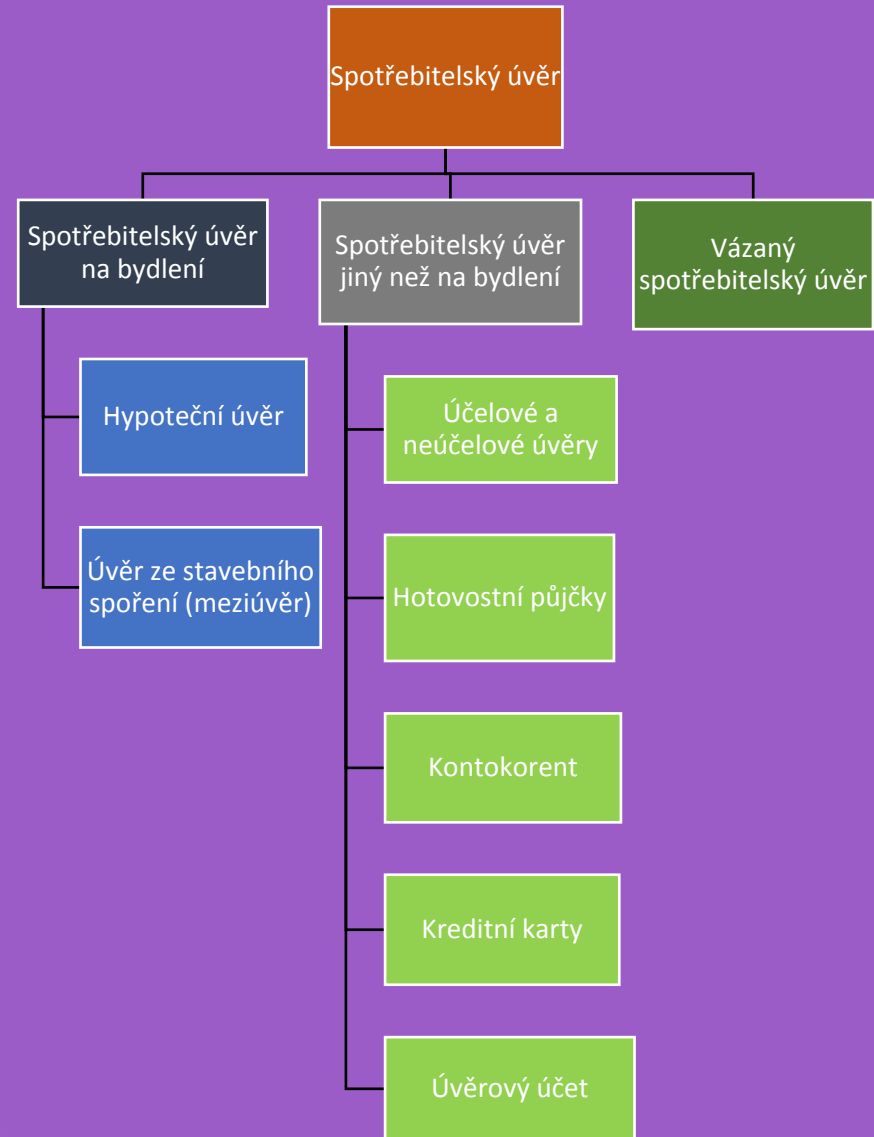 Spotřebitelský úvěr
Spotřebitelský úvěr
na bydlení
Hypoteční úvěr
Úvěr ze stavebního
spoření (meziúvěr)
Spotřebitelský úvěr
jiný než na bydlení
Účelové a
neúčelové úvěry
Hotovostní půjčky
Kontokorent
Kreditní karty
Úvěrový účet
Vázaný
spotřebitelský úvěr